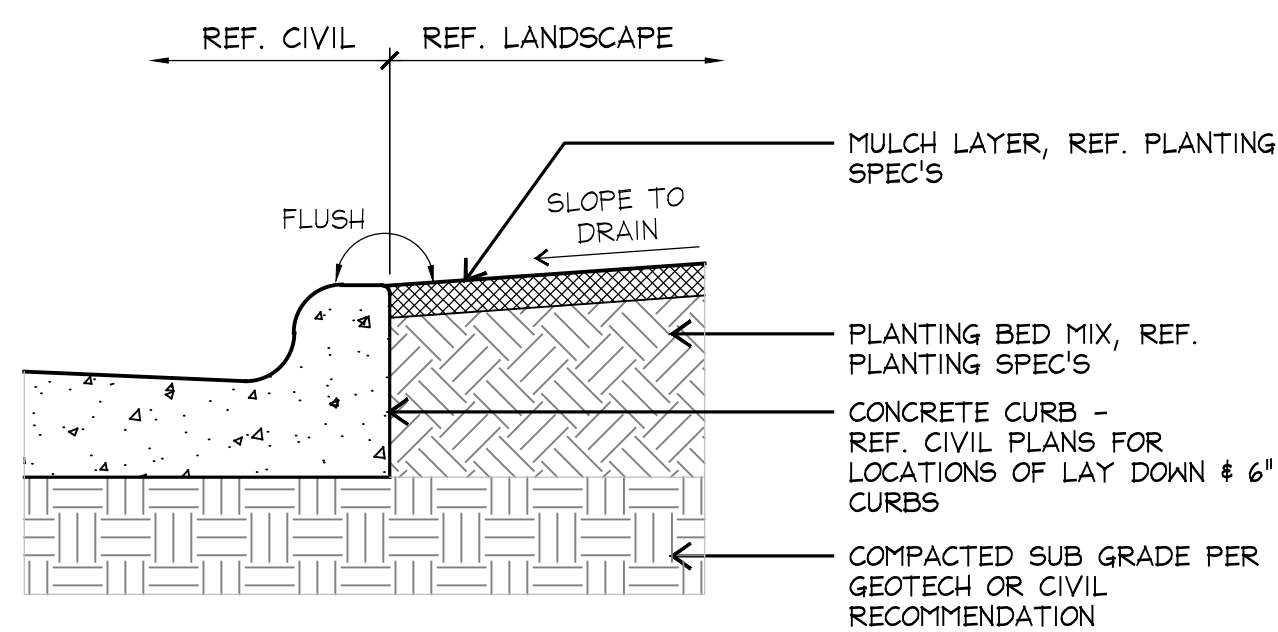 REF. CIVIL
REF. LANDSCAPE
MULCH LAYER, REF. PLANTING
SPEC'S
SLOPE TO
DRAIN
FLUSH
PLANTING BED MIX, REF.
PLANTING SPEC'S
CONCRETE CURB -
REF. CIVIL PLANS FOR
LOCATIONS OF LAY DOWN & 6"
CURBS
COMPACTED SUB GRADE PER
GEOTECH OR CIVIL
RECOMMENDATION